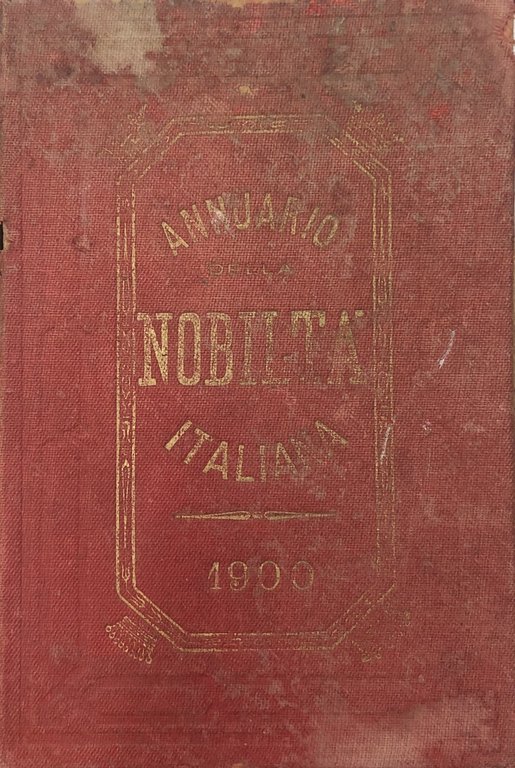 ANNUARIO
DELLA
NOBILTA'
ITALIANA
1900